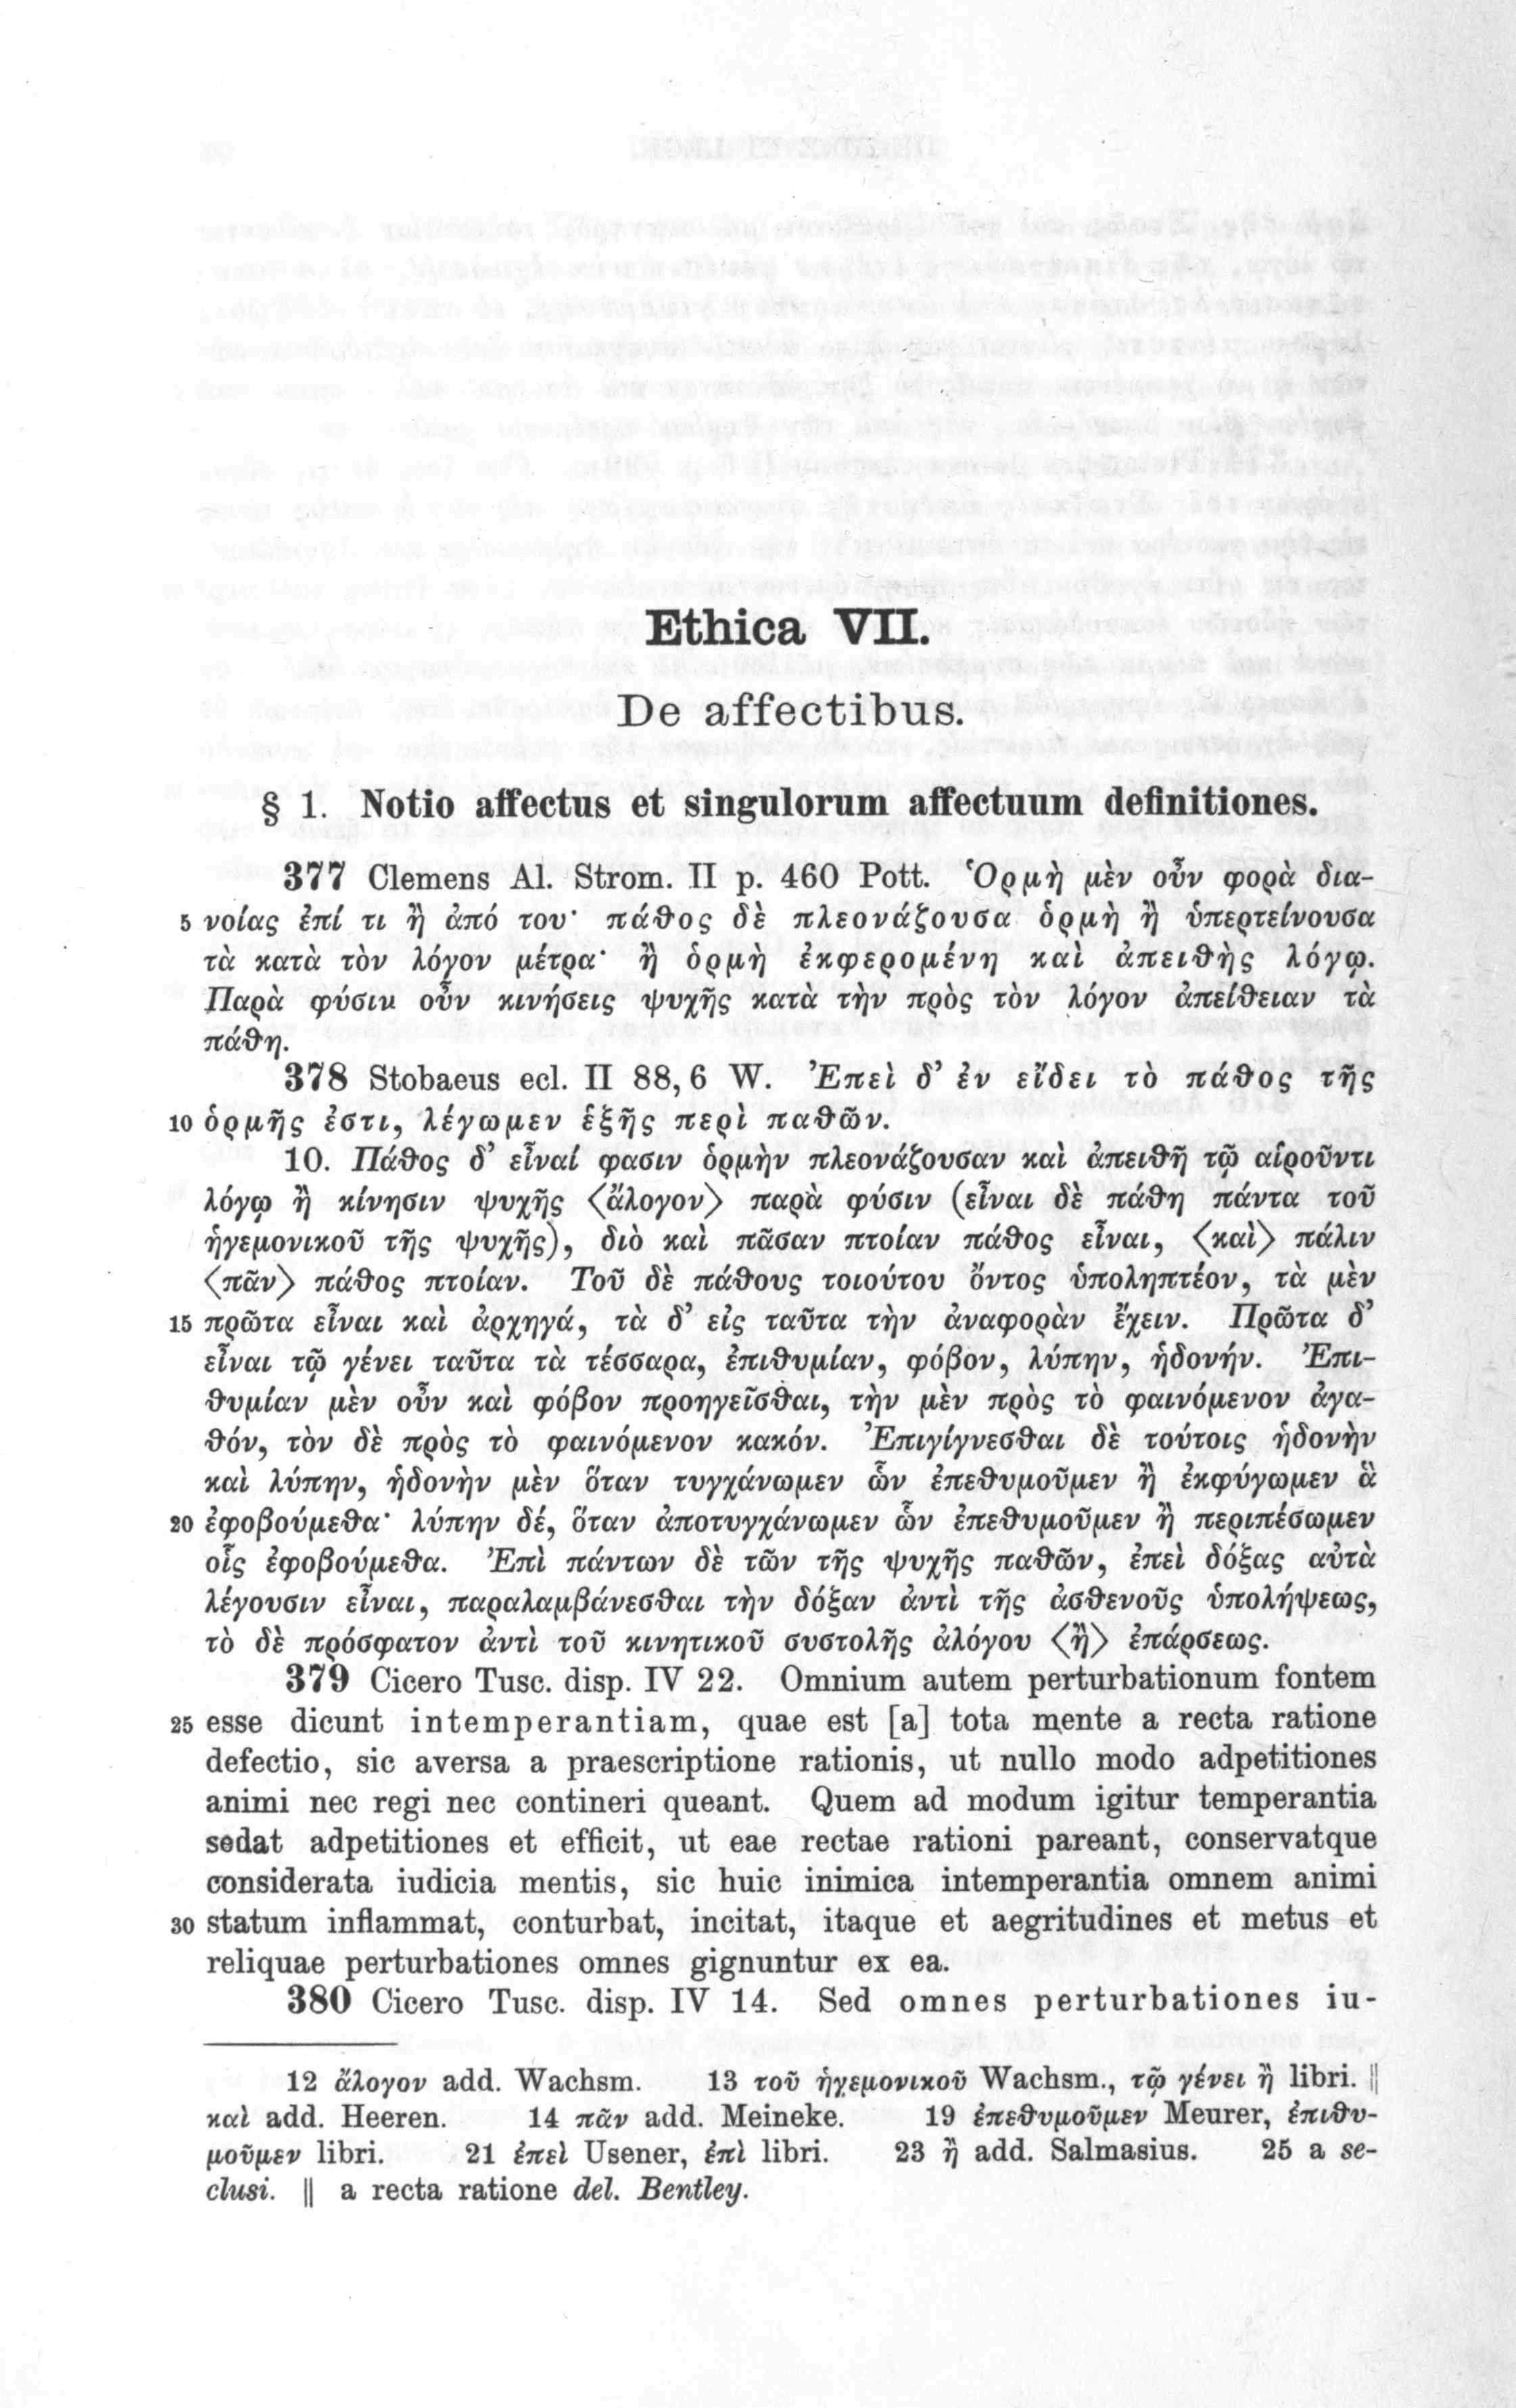 Ethica VII.
De affectibus.
§ 1. Notio affectus et singulorum affectuum definitiones.
377 Clemens Al. Strom. II p. 460 Pott. Ὁρμὴ μὲν οὖν φορὰ δια-
5 νοίας ἐπί τι ἢ ἀπό του· πάθος δὲ πλεονάζουσα ὁρμὴ ἢ ὑπερτείνουσα
τὰ κατὰ τὸν λόγον μέτρα· ἢ ὁρμὴ ἐκφερομένη καὶ ἀπειθὴς λόγῳ.
Παρὰ φύσιν οὖν κινήσεις ψυχῆς κατὰ τὴν πρὸς τὸν λόγον ἀπείθειαν τὰ
πάθη.
378 Stobaeus ecl. II 88, 6 W. Ἐπεὶ δ’ ἐν εἴδει τὸ πάθος τῆς
10 ὁρμῆς ἐστι, λέγωμεν ἑξῆς περὶ παθῶν.
10. Πάθος δ’ εἶναί φασιν ὁρμὴν πλεονάζουσαν καὶ ἀπειθῆ τῷ αἱροῦντι
λόγῳ ἢ κίνησιν ψυχῆς ⟨ἄλογον⟩ παρὰ φύσιν (εἶναι δὲ πάθη πάντα τοῦ
ἡγεμονικοῦ τῆς ψυχῆς), διὸ καὶ πᾶσαν πτοίαν πάθος εἶναι, ⟨καὶ⟩ πάλιν
⟨πᾶν⟩ πάθος πτοίαν. Τοῦ δὲ πάθους τοιούτου ὄντος ὑποληπτέον, τὰ μὲν
15 πρῶτα εἶναι καὶ ἀρχηγά, τὰ δ’ εἰς ταῦτα τὴν ἀναφορὰν ἔχειν. Πρῶτα δ’
εἶναι τῷ γένει ταῦτα τὰ τέσσαρα, ἐπιθυμίαν, φόβον, λύπην, ἡδονήν. Ἐπι-
θυμίαν μὲν οὖν καὶ φόβον προηγεῖσθαι, τὴν μὲν πρὸς τὸ φαινόμενον ἀγα-
θόν, τὸν δὲ πρὸς τὸ φαινόμενον κακόν. Ἐπιγίγνεσθαι δὲ τούτοις ἡδονὴν
καὶ λύπην, ἡδονὴν μὲν ὅταν τυγχάνωμεν ὧν ἐπεθυμοῦμεν ἢ ἐκφύγωμεν ἃ
20 ἐφοβούμεθα· λύπην δέ, ὅταν ἀποτυγχάνωμεν ὧν ἐπεθυμοῦμεν ἢ περιπέσωμεν
οἷς ἐφοβούμεθα. Ἐπὶ πάντων δὲ τῶν τῆς ψυχῆς παθῶν, ἐπεὶ δόξας αὐτὰ
λέγουσιν εἶναι, παραλαμβάνεσθαι τὴν δόξαν ἀντὶ τῆς ἀσθενοῦς ὑπολήψεως,
τὸ δὲ πρόσφατον ἀντὶ τοῦ κινητικοῦ συστολῆς ἀλόγου ⟨ἢ⟩ ἐπάρσεως.
379 Cicero Tusc. disp. IV 22. Omnium autem perturbationum fontem
25 esse dicunt intemperantiam, quae est [a] tota mente a recta ratione
defectio, sic aversa a praescriptione rationis, ut nullo modo adpetitiones
animi nec regi nec contineri queant. Quem ad modum igitur temperantia
sedat adpetitiones et efficit, ut eae rectae rationi pareant, conservatque
considerata iudicia mentis, sic huic inimica intemperantia omnem animi
30 statum inflammat, conturbat, incitat, itaque et aegritudines et metus et
reliquae perturbationes omnes gignuntur ex ea.
380 Cicero Tusc. disp. IV 14. Sed omnes perturbationes iu-
12 ἄλογον add. Wachsm. 13 τοῦ ἡγεμονικοῦ Wachsm., τῷ γένει ἢ libri. ||
καὶ add. Heeren. 14 πᾶν add. Meineke. 19 ἐπεθυμοῦμεν Meurer, ἐπιθυ-
μοῦμεν libri. 21 ἐπεὶ Usener, ἐπὶ libri. 23 ἢ add. Salmasius. 25 a se-
clusi. || a recta ratione del. Bentley.